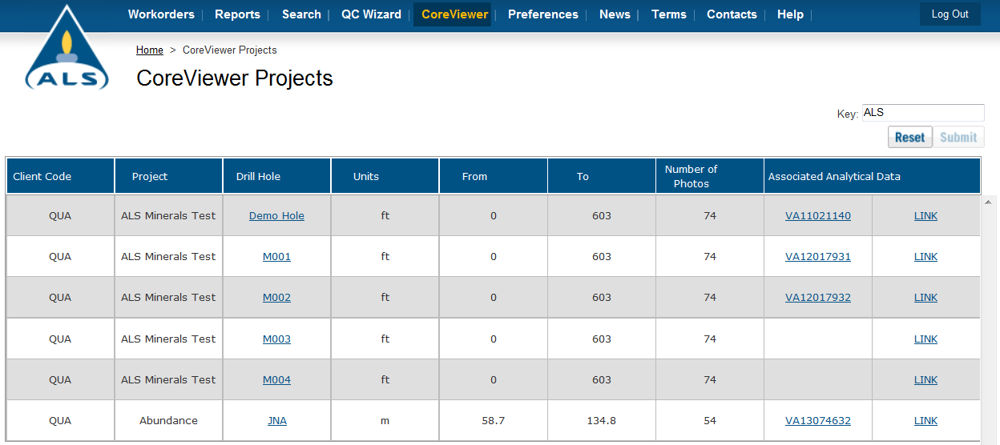 Workorders | Reports | Search | QC Wizard | CoreViewer | Preferences | News | Terms | Contacts | Help | Log Out
ALS
Home > CoreViewer Projects
CoreViewer Projects
Key: ALS
Reset Submit
Client Code Project Drill Hole Units From To Number of Photos Associated Analytical Data
QUA ALS Minerals Test Demo Hole ft 0 603 74 VA11021140 LINK
QUA ALS Minerals Test M001 ft 0 603 74 VA12017931 LINK
QUA ALS Minerals Test M002 ft 0 603 74 VA12017932 LINK
QUA ALS Minerals Test M003 ft 0 603 74 LINK
QUA ALS Minerals Test M004 ft 0 603 74 LINK
QUA Abundance JNA m 58.7 134.8 54 VA13074632 LINK